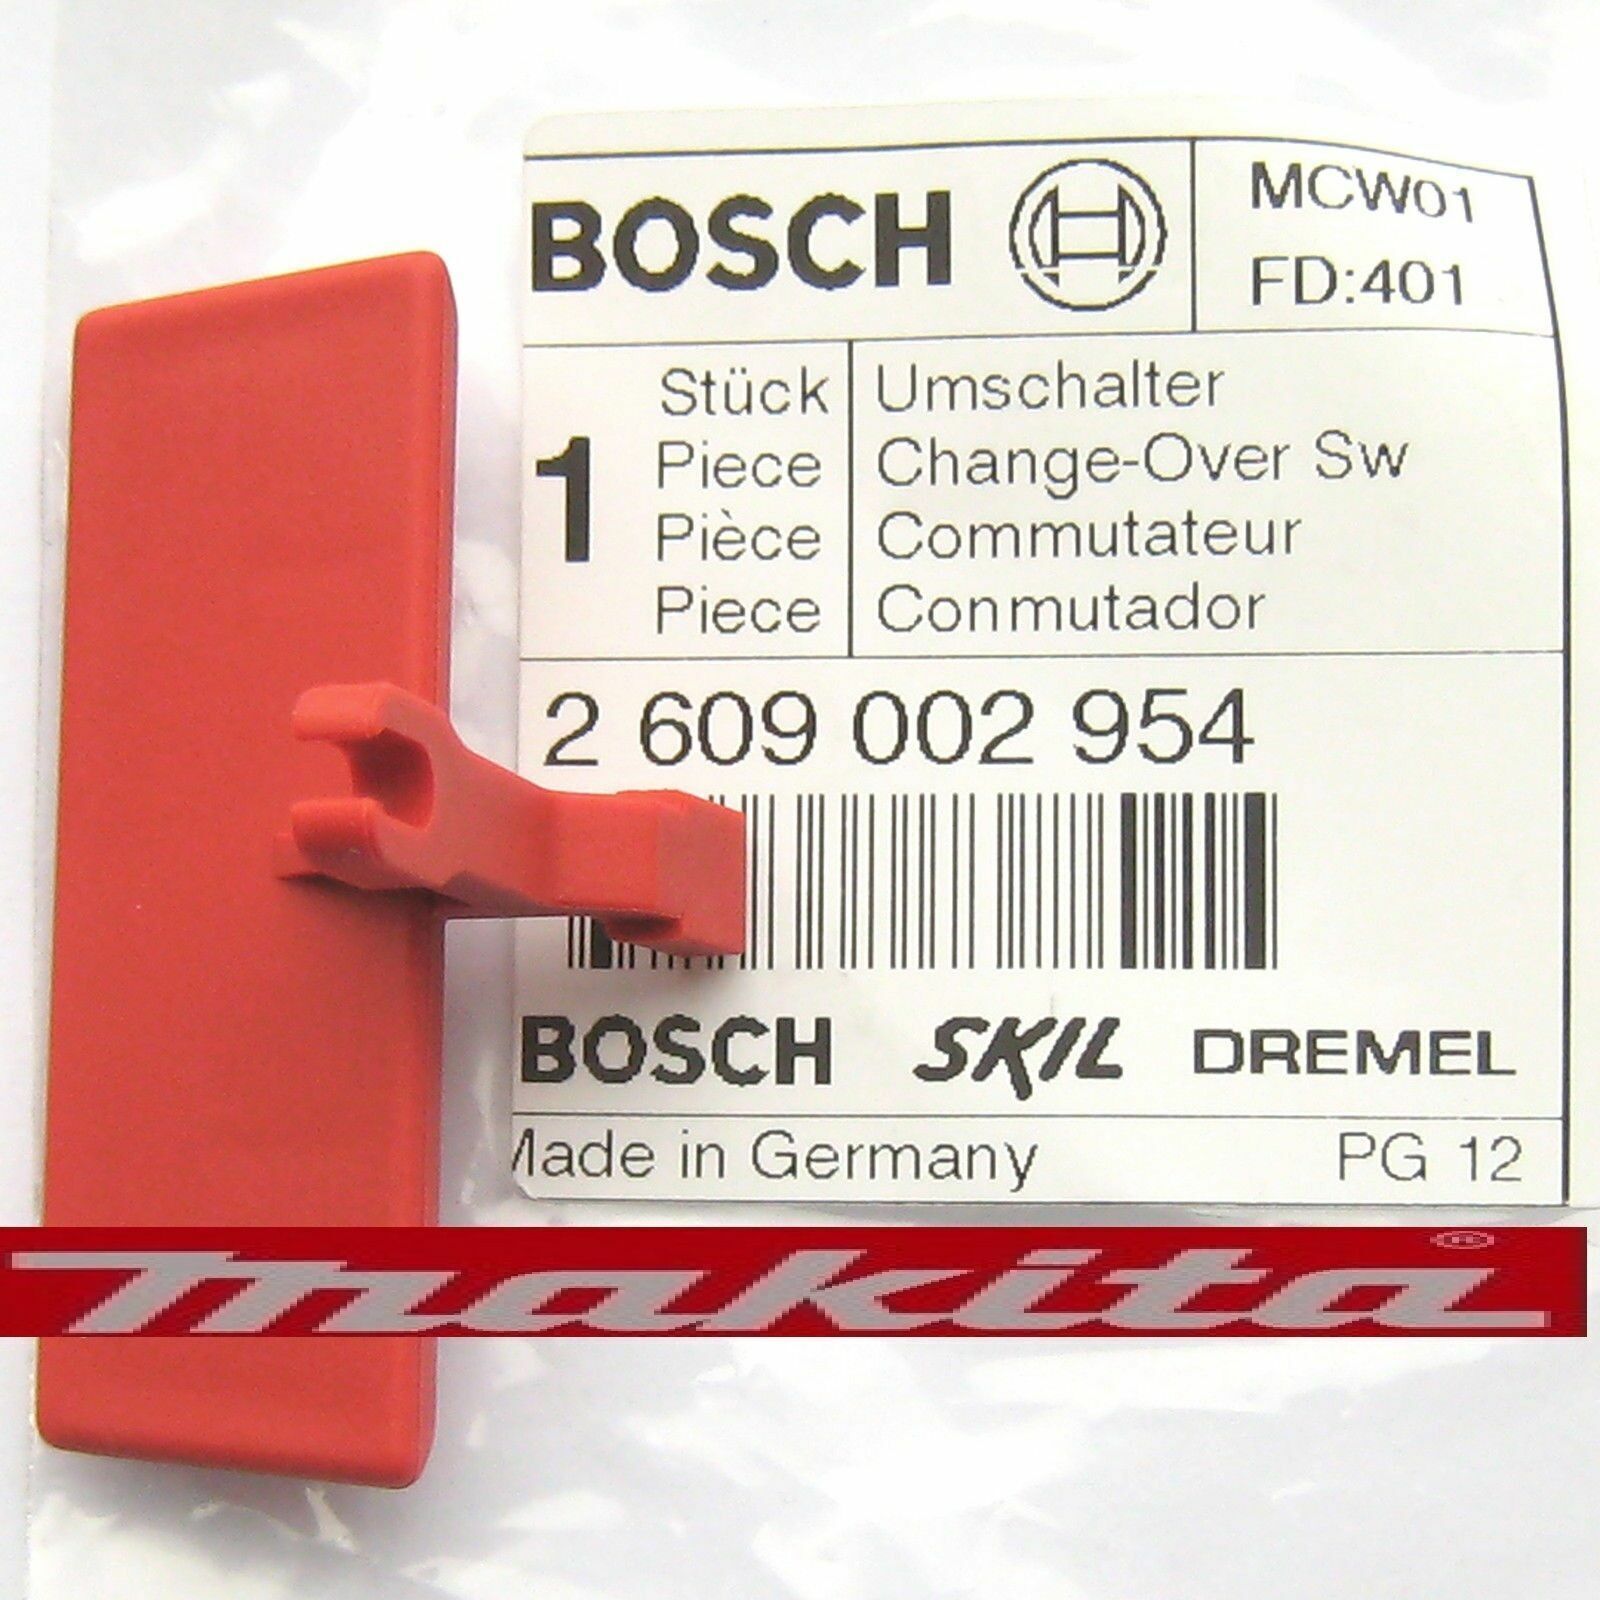 BOSCH
MCW01
FD:401
1
Stück Umschalter
Piece Change-Over Sw
Pièce Commutateur
Piece Conmutador
2 609 002 954
BOSCH SKIL DREMEL
Made in Germany PG 12
makita®